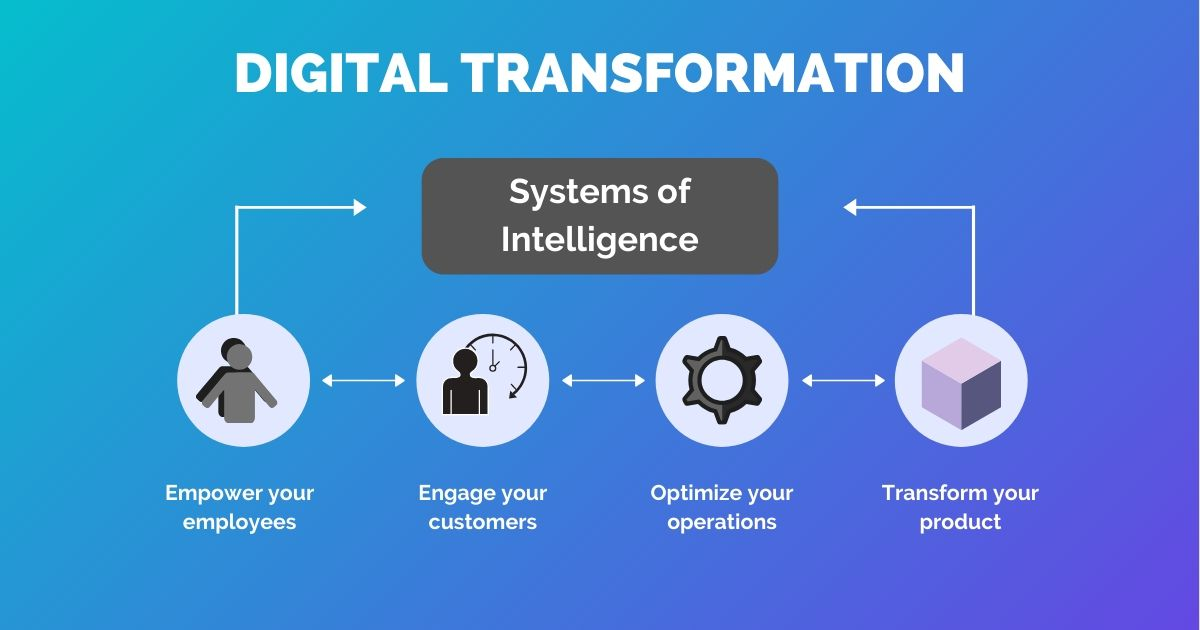 DIGITAL TRANSFORMATION
Systems of
Intelligence
Empower your
employees
Engage your
customers
Optimize your
operations
Transform your
product